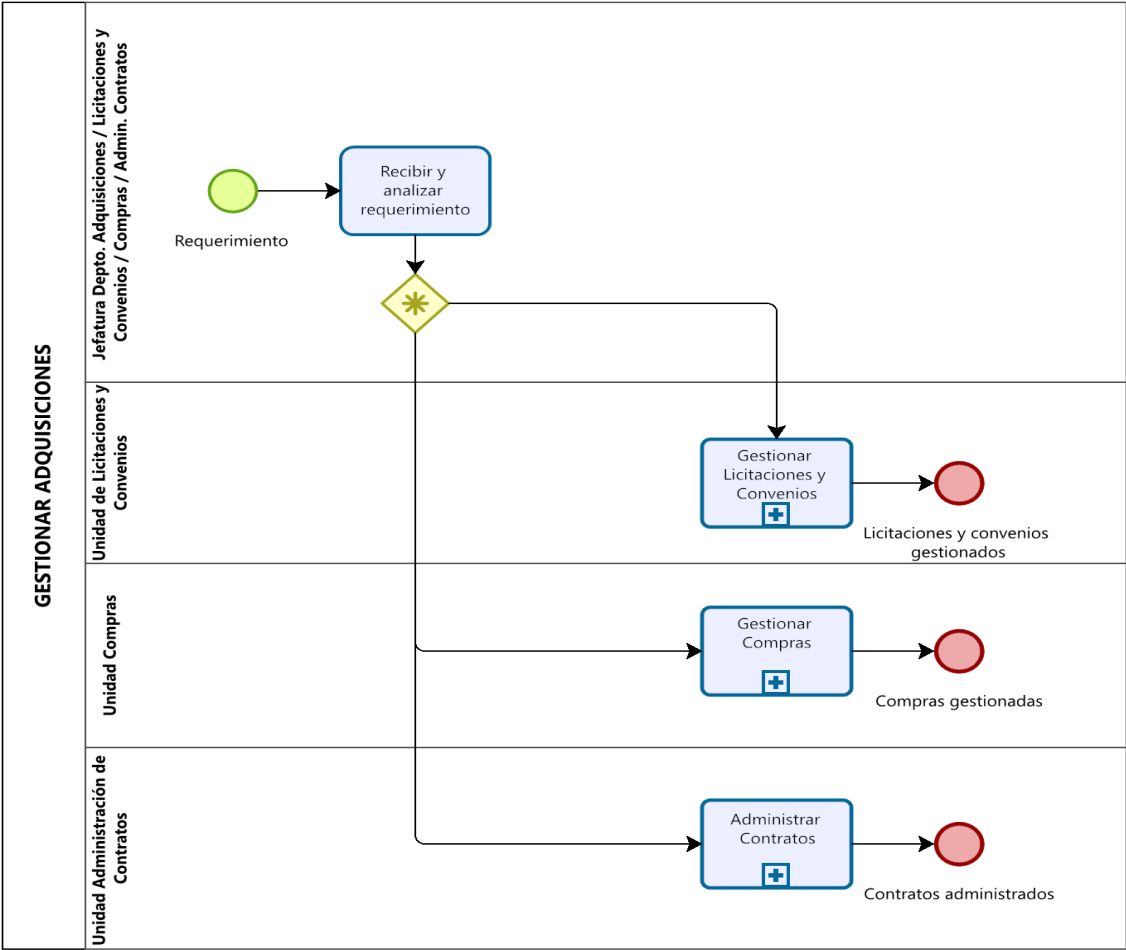 GESTIONAR ADQUISICIONES
Jefatura Depto. Adquisiciones / Licitaciones y
Convenios / Compras / Admin. Contratos
Requerimiento
Recibir y
analizar
requerimiento
Unidad de Licitaciones y
Convenios
Gestionar
Licitaciones y
Convenios
Licitaciones y convenios
gestionados
Unidad Compras
Gestionar
Compras
Compras gestionadas
Unidad Administración de
Contratos
Administrar
Contratos
Contratos administrados